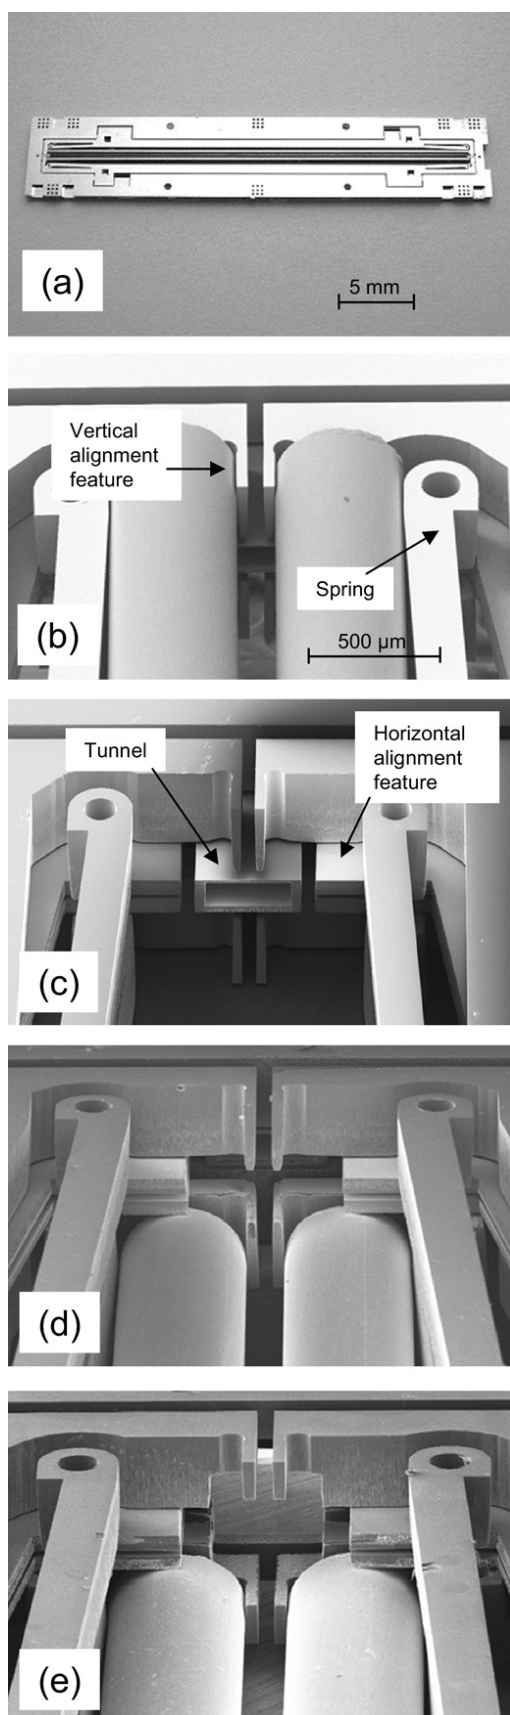 (a)
5 mm
Vertical
alignment
feature
Spring
500 µm
(b)
Tunnel
Horizontal
alignment
feature
(c)
(d)
(e)